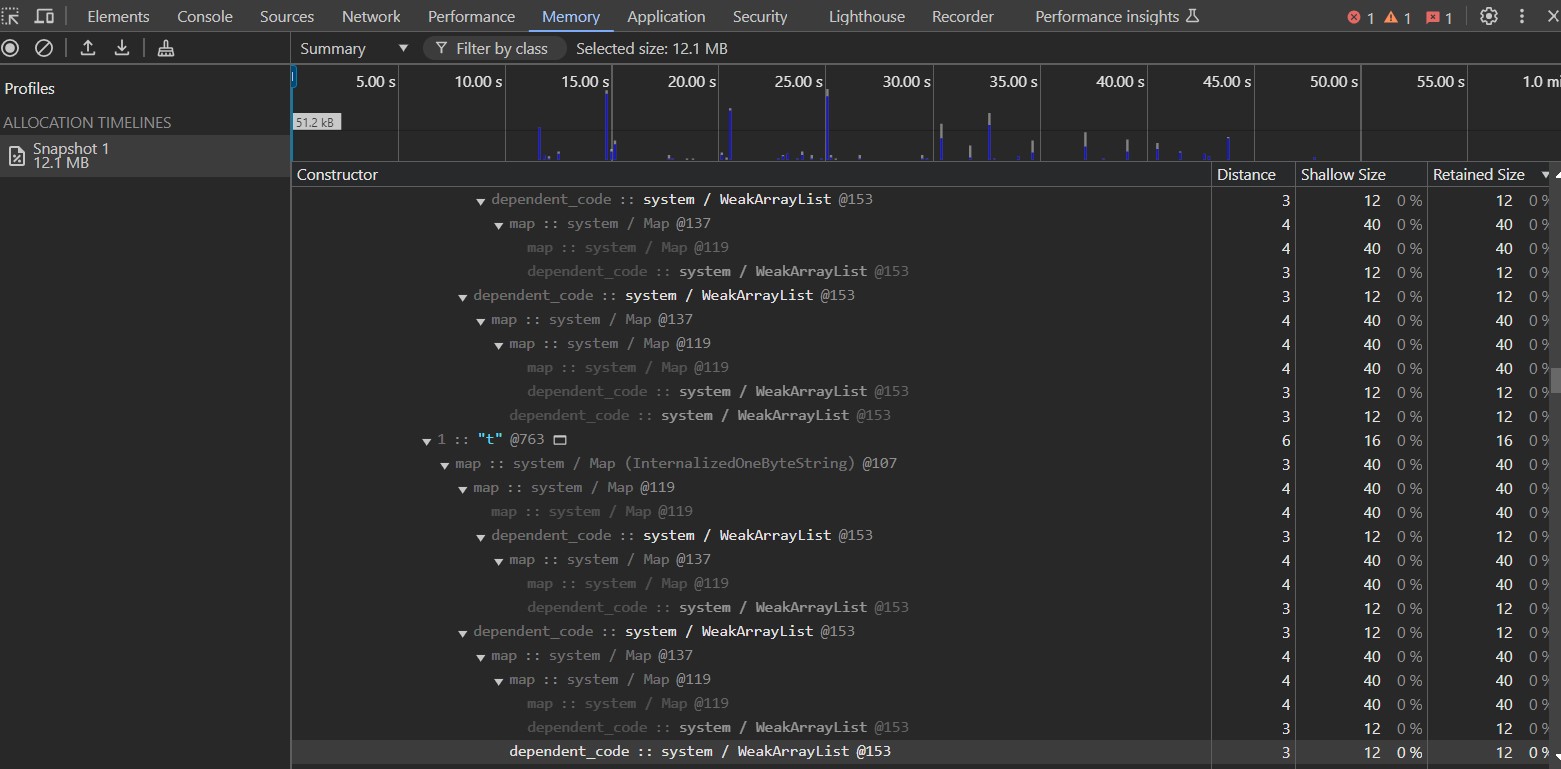 Elements Console Sources Network Performance Memory Application Security Lighthouse Recorder Performance insights 1 1 1
Summary ▼ Filter by class Selected size: 12.1 MB
Profiles
ALLOCATION TIMELINES
Snapshot 1
12.1 MB
5.00 s 10.00 s 15.00 s 20.00 s 25.00 s 30.00 s 35.00 s 40.00 s 45.00 s 50.00 s 55.00 s 1.0 mi
51.2 kB
Constructor Distance Shallow Size Retained Size ▼
▼ dependent_code :: system / WeakArrayList @153 3 12 0 % 12 0 %
▼ map :: system / Map @137 4 40 0 % 40 0 %
map :: system / Map @119 4 40 0 % 40 0 %
dependent_code :: system / WeakArrayList @153 3 12 0 % 12 0 %
▼ dependent_code :: system / WeakArrayList @153 3 12 0 % 12 0 %
▼ map :: system / Map @137 4 40 0 % 40 0 %
▼ map :: system / Map @119 4 40 0 % 40 0 %
map :: system / Map @119 4 40 0 % 40 0 %
dependent_code :: system / WeakArrayList @153 3 12 0 % 12 0 %
dependent_code :: system / WeakArrayList @153 3 12 0 % 12 0 %
▼ 1 :: "t" @763 6 16 0 % 16 0 %
▼ map :: system / Map (InternalizedOneByteString) @107 3 40 0 % 40 0 %
▼ map :: system / Map @119 4 40 0 % 40 0 %
map :: system / Map @119 4 40 0 % 40 0 %
▼ dependent_code :: system / WeakArrayList @153 3 12 0 % 12 0 %
▼ map :: system / Map @137 4 40 0 % 40 0 %
map :: system / Map @119 4 40 0 % 40 0 %
dependent_code :: system / WeakArrayList @153 3 12 0 % 12 0 %
▼ dependent_code :: system / WeakArrayList @153 3 12 0 % 12 0 %
▼ map :: system / Map @137 4 40 0 % 40 0 %
▼ map :: system / Map @119 4 40 0 % 40 0 %
map :: system / Map @119 4 40 0 % 40 0 %
dependent_code :: system / WeakArrayList @153 3 12 0 % 12 0 %
dependent_code :: system / WeakArrayList @153 3 12 0 % 12 0 %